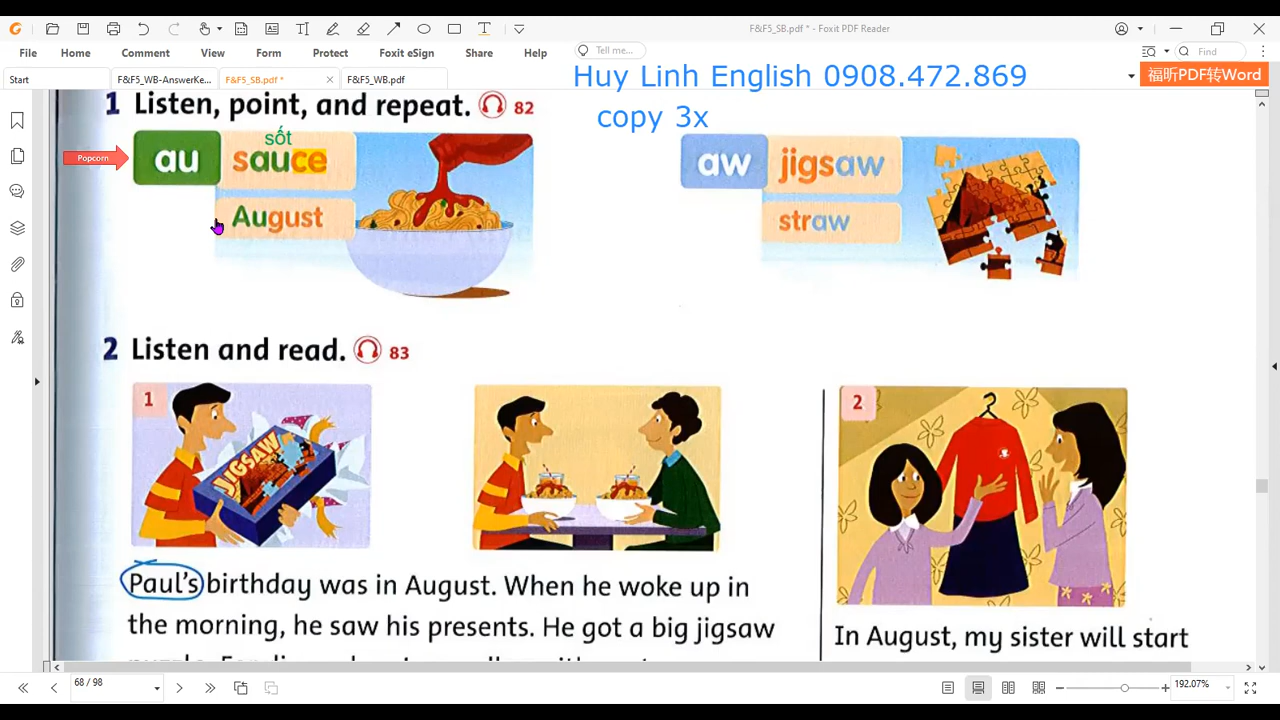 F&F5_SB.pdf * - Foxit PDF Reader
File Home Comment View Form Protect Foxit eSign Share Help Tell me... Find
Start F&F5_WB-AnswerKe... F&F5_SB.pdf * F&F5_WB.pdf
福昕PDF转Word
Huy Linh English 0908.472.869
copy 3x
1 Listen, point, and repeat. 82
Popcorn
au sốt
sauce
August
aw jigsaw
straw
2 Listen and read. 83
1
JIGSAW
2
Paul's birthday was in August. When he woke up in
the morning, he saw his presents. He got a big jigsaw
In August, my sister will start
68 / 98
192.07%